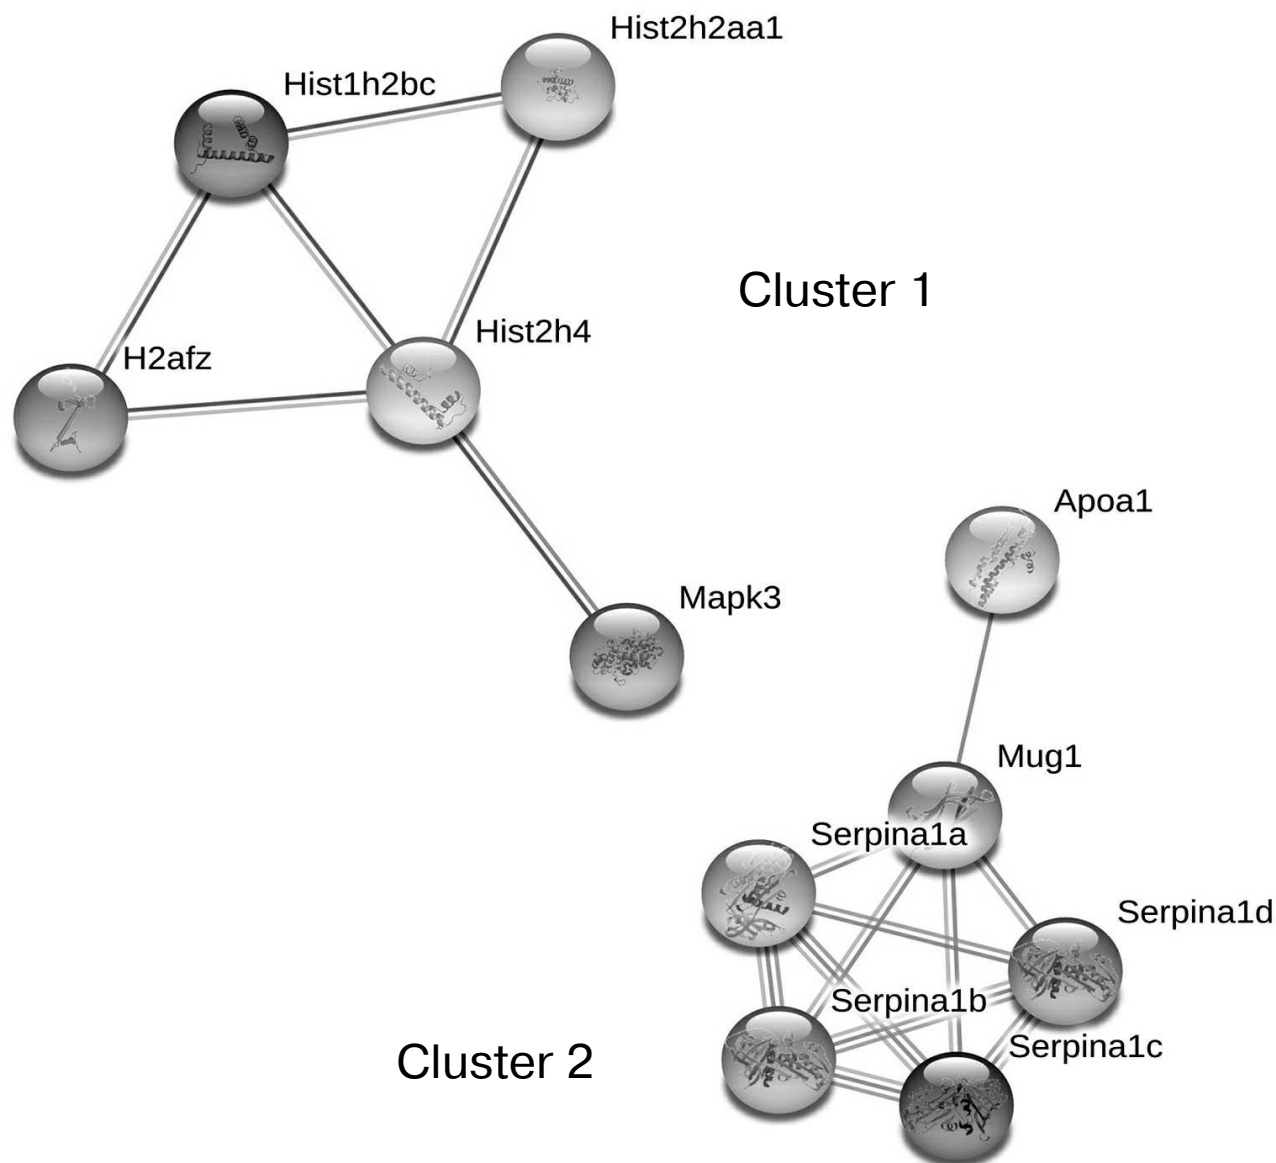 Hist2h2aa1
Hist1h2bc
Cluster 1
Hist2h4
H2afz
Apoa1
Mapk3
Mug1
Serpina1a
Serpina1d
Serpina1b
Serpina1c
Cluster 2